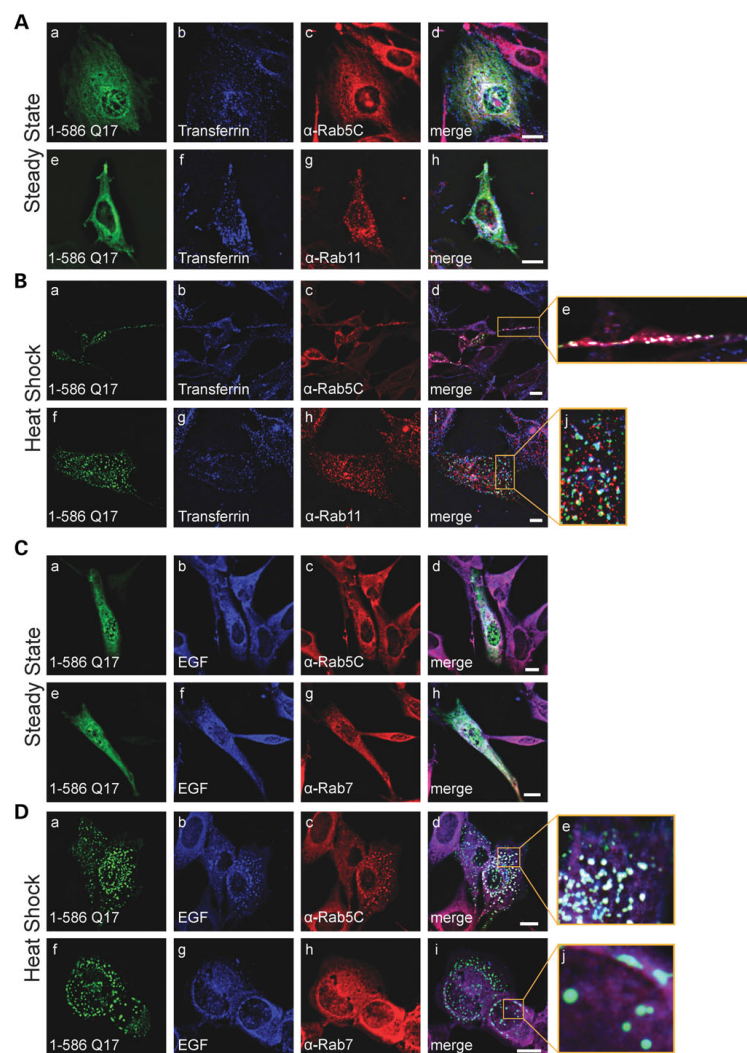 A
Steady State
a b c d
1-586 Q17 Transferrin α-Rab5C merge
e f g h
1-586 Q17 Transferrin α-Rab11 merge
B
Heat Shock
a b c d e
1-586 Q17 Transferrin α-Rab5C merge
f g h i j
1-586 Q17 Transferrin α-Rab11 merge
C
Steady State
a b c d
1-586 Q17 EGF α-Rab5C merge
e f g h
1-586 Q17 EGF α-Rab7 merge
D
Heat Shock
a b c d e
1-586 Q17 EGF α-Rab5C merge
f g h i j
1-586 Q17 EGF α-Rab7 merge